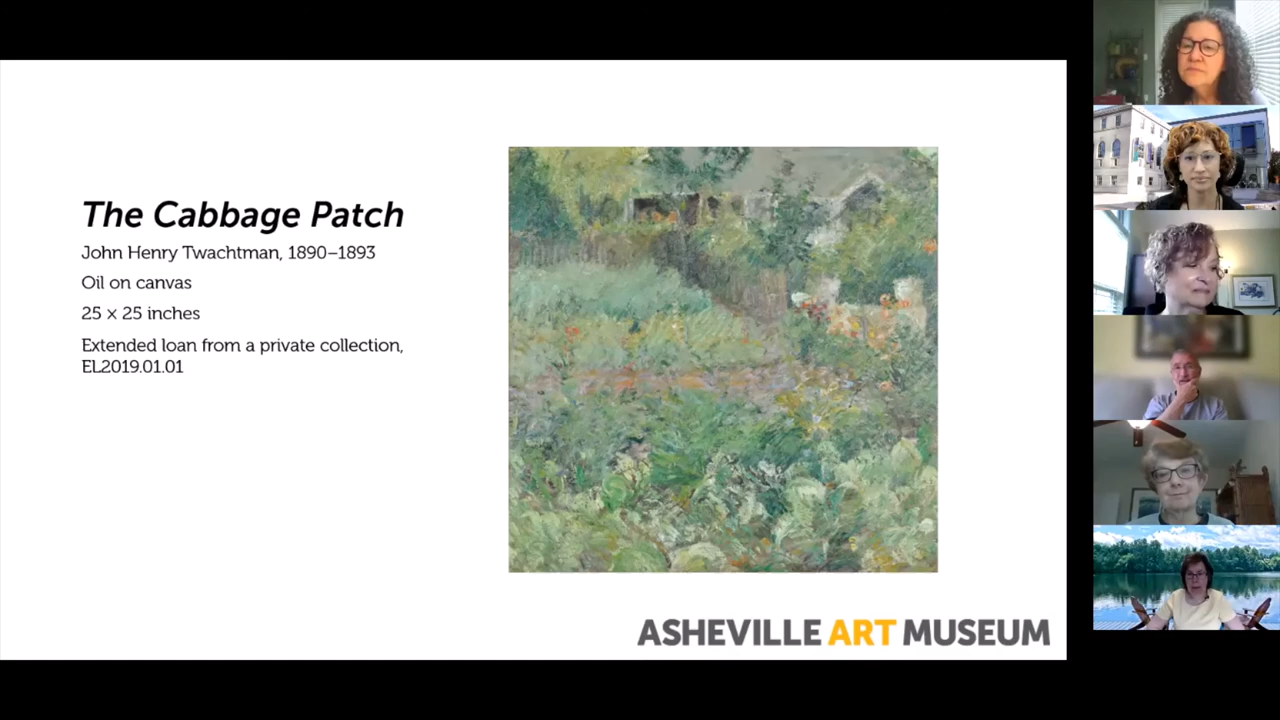 The Cabbage Patch
John Henry Twachtman, 1890–1893
Oil on canvas
25 × 25 inches
Extended loan from a private collection,
EL2019.01.01
ASHEVILLE ART MUSEUM